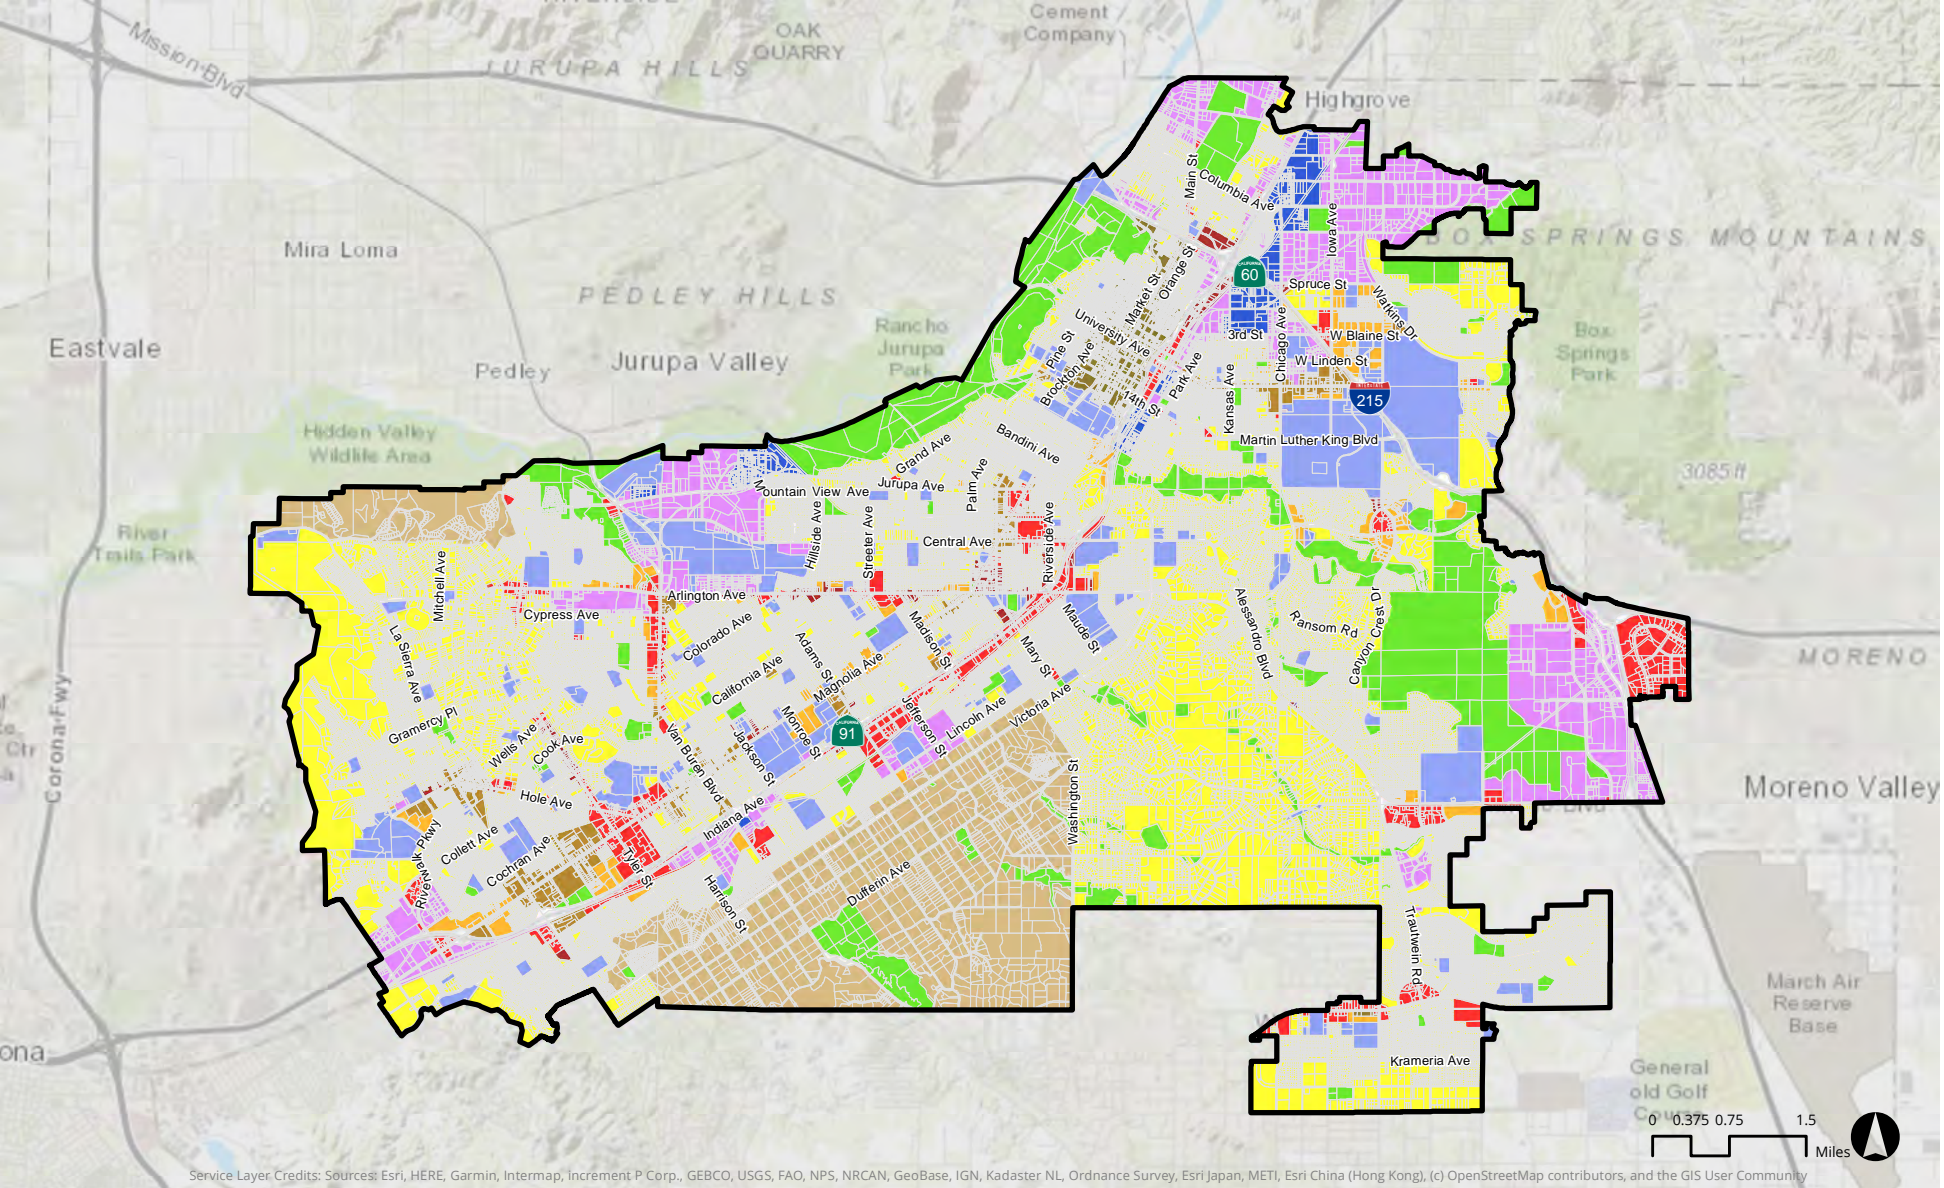 RIVERSIDE
Mission Blvd
OAK
QUARRY
Cement
Company
JURUPA HILLS
Highgrove
Main St
Columbia Ave
Iowa Ave
BOX SPRINGS MOUNTAINS
Mira Loma
PEDLEY HILLS
Orange St
Market St
60
Spruce St
Watkins Dr
Eastvale
Rancho
Jurupa
Park
Jurupa Valley
Pedley
University Ave
Pine St
Brockton Ave
14th St
Park Ave
3rd St
Kansas Ave
Chicago Ave
W Blaine St
W Linden St
INTERSTATE
215
Box
Springs
Park
Hidden Valley
Wildlife Area
Grand Ave
Bandini Ave
Martin Luther King Blvd
3085 ft
Mountain View Ave
Jurupa Ave
Palm Ave
River
Trails Park
Hillside Ave
Streeter Ave
Central Ave
Riverside Ave
Mitchell Ave
Cypress Ave
Arlington Ave
La Sierra Ave
Colorado Ave
Adams St
Madison St
Mary St
Maude St
Alessandro Blvd
Ransom Rd
Canyon Crest Dr
MORENO
California Ave
Magnolia Ave
Corona Fwy
Ctr
Gramercy Pl
Wells Ave
Cook Ave
Van Buren Blvd
Jackson St
Monroe St
CALIFORNIA
91
Jefferson St
Lincoln Ave
Victoria Ave
Washington St
Moreno Valley
Blvd
Hole Ave
Indiana Ave
Collett Ave
Cochran Ave
Riverwalk Pkwy
Tyler St
Harrison St
Dufferin Ave
Trautwein Rd
March Air
Reserve
Base
ona
Krameria Ave
General
old Golf
Course
0 0.375 0.75 1.5
Miles
Service Layer Credits: Sources: Esri, HERE, Garmin, Intermap, increment P Corp., GEBCO, USGS, FAO, NPS, NRCAN, GeoBase, IGN, Kadaster NL, Ordnance Survey, Esri Japan, METI, Esri China (Hong Kong), (c) OpenStreetMap contributors, and the GIS User Community